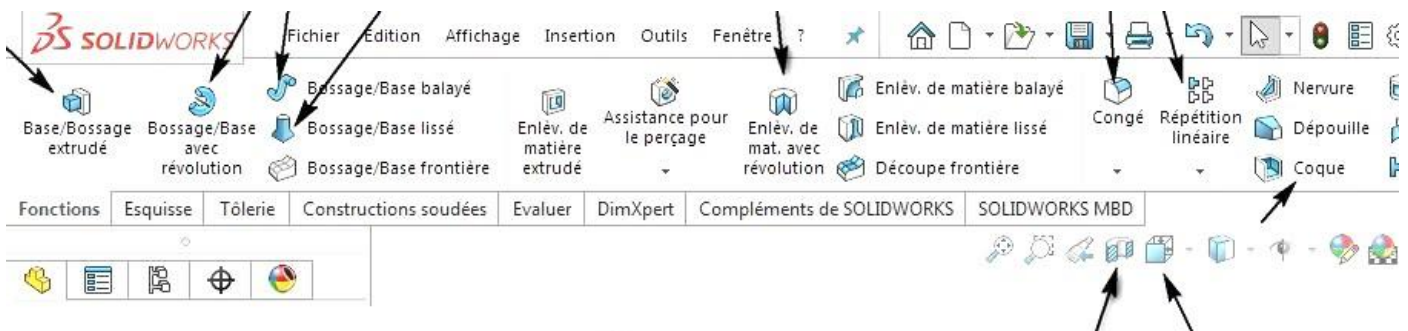 SOLIDWORKS Fichier Édition Affichage Insertion Outils Fenêtre ?
Base/Bossage
extrudé
Bossage/Base
avec
révolution
Bossage/Base balayé
Bossage/Base lissé
Bossage/Base frontière
Enlèv. de
matière
extrudé
Assistance pour
le perçage
Enlèv. de
mat. avec
révolution
Enlèv. de matière balayé
Enlèv. de matière lissé
Découpe frontière
Congé
Répétition
linéaire
Nervure
Dépouille
Coque
Fonctions Esquisse Tôlerie Constructions soudées Evaluer DimXpert Compléments de SOLIDWORKS SOLIDWORKS MBD